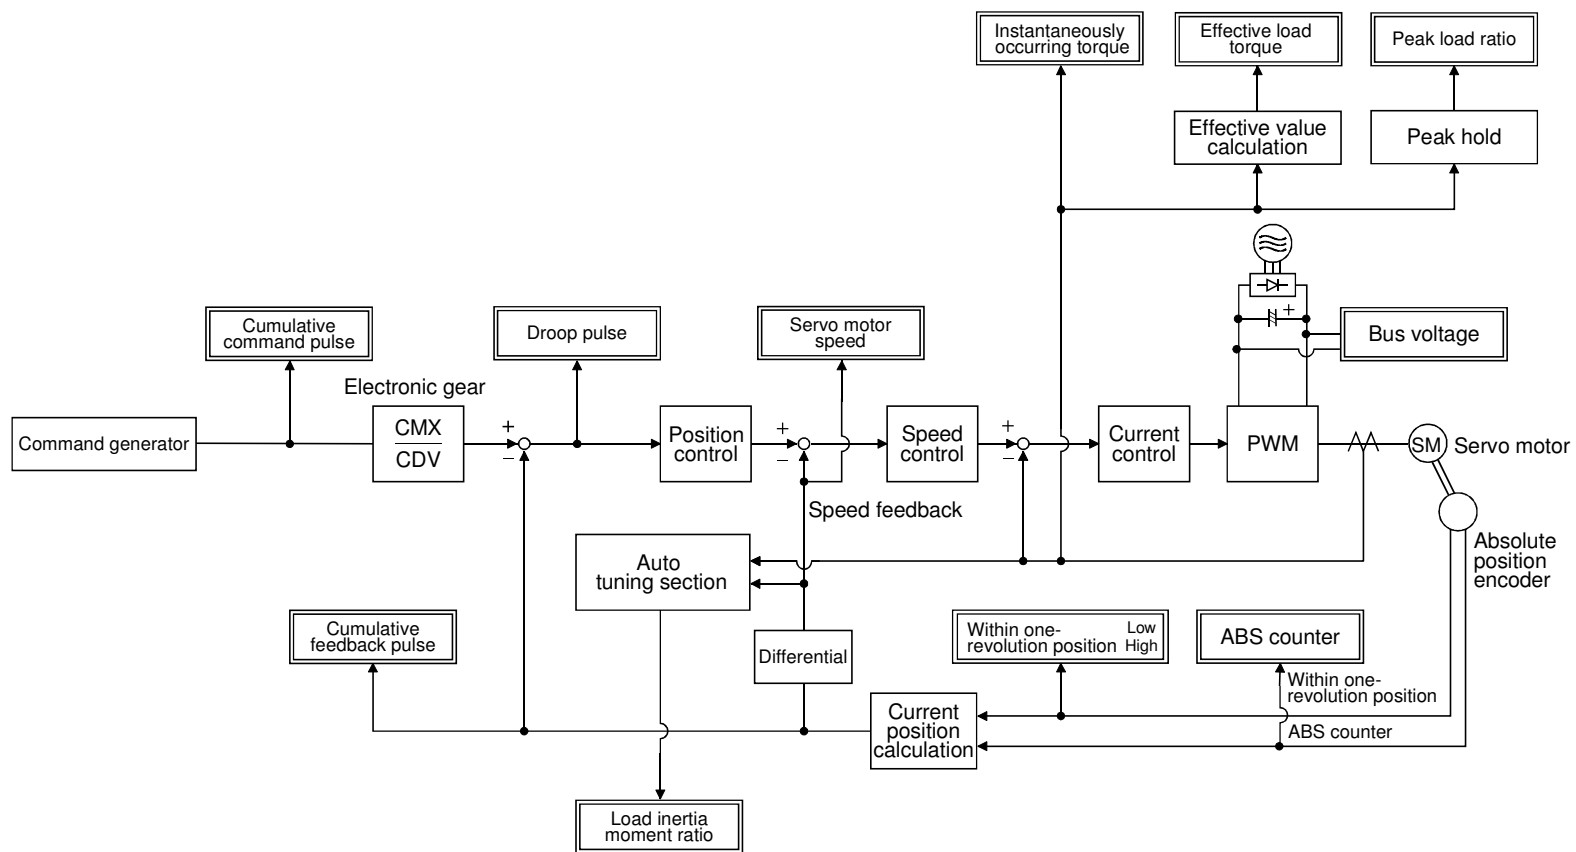 Instantaneously
occurring torque
Effective load
torque
Peak load ratio
Effective value
calculation
Peak hold
Cumulative
command pulse
Droop pulse
Servo motor
speed
+
Bus voltage
Electronic gear
Command generator
CMX
CDV
+
−
Position
control
+
−
Speed
control
+
−
Current
control
PWM
SM
Servo motor
Speed feedback
Absolute
position
encoder
Auto
tuning section
Cumulative
feedback pulse
Differential
Within one-
revolution position
Low
High
ABS counter
Within one-
revolution position
Current
position
calculation
ABS counter
Load inertia
moment ratio